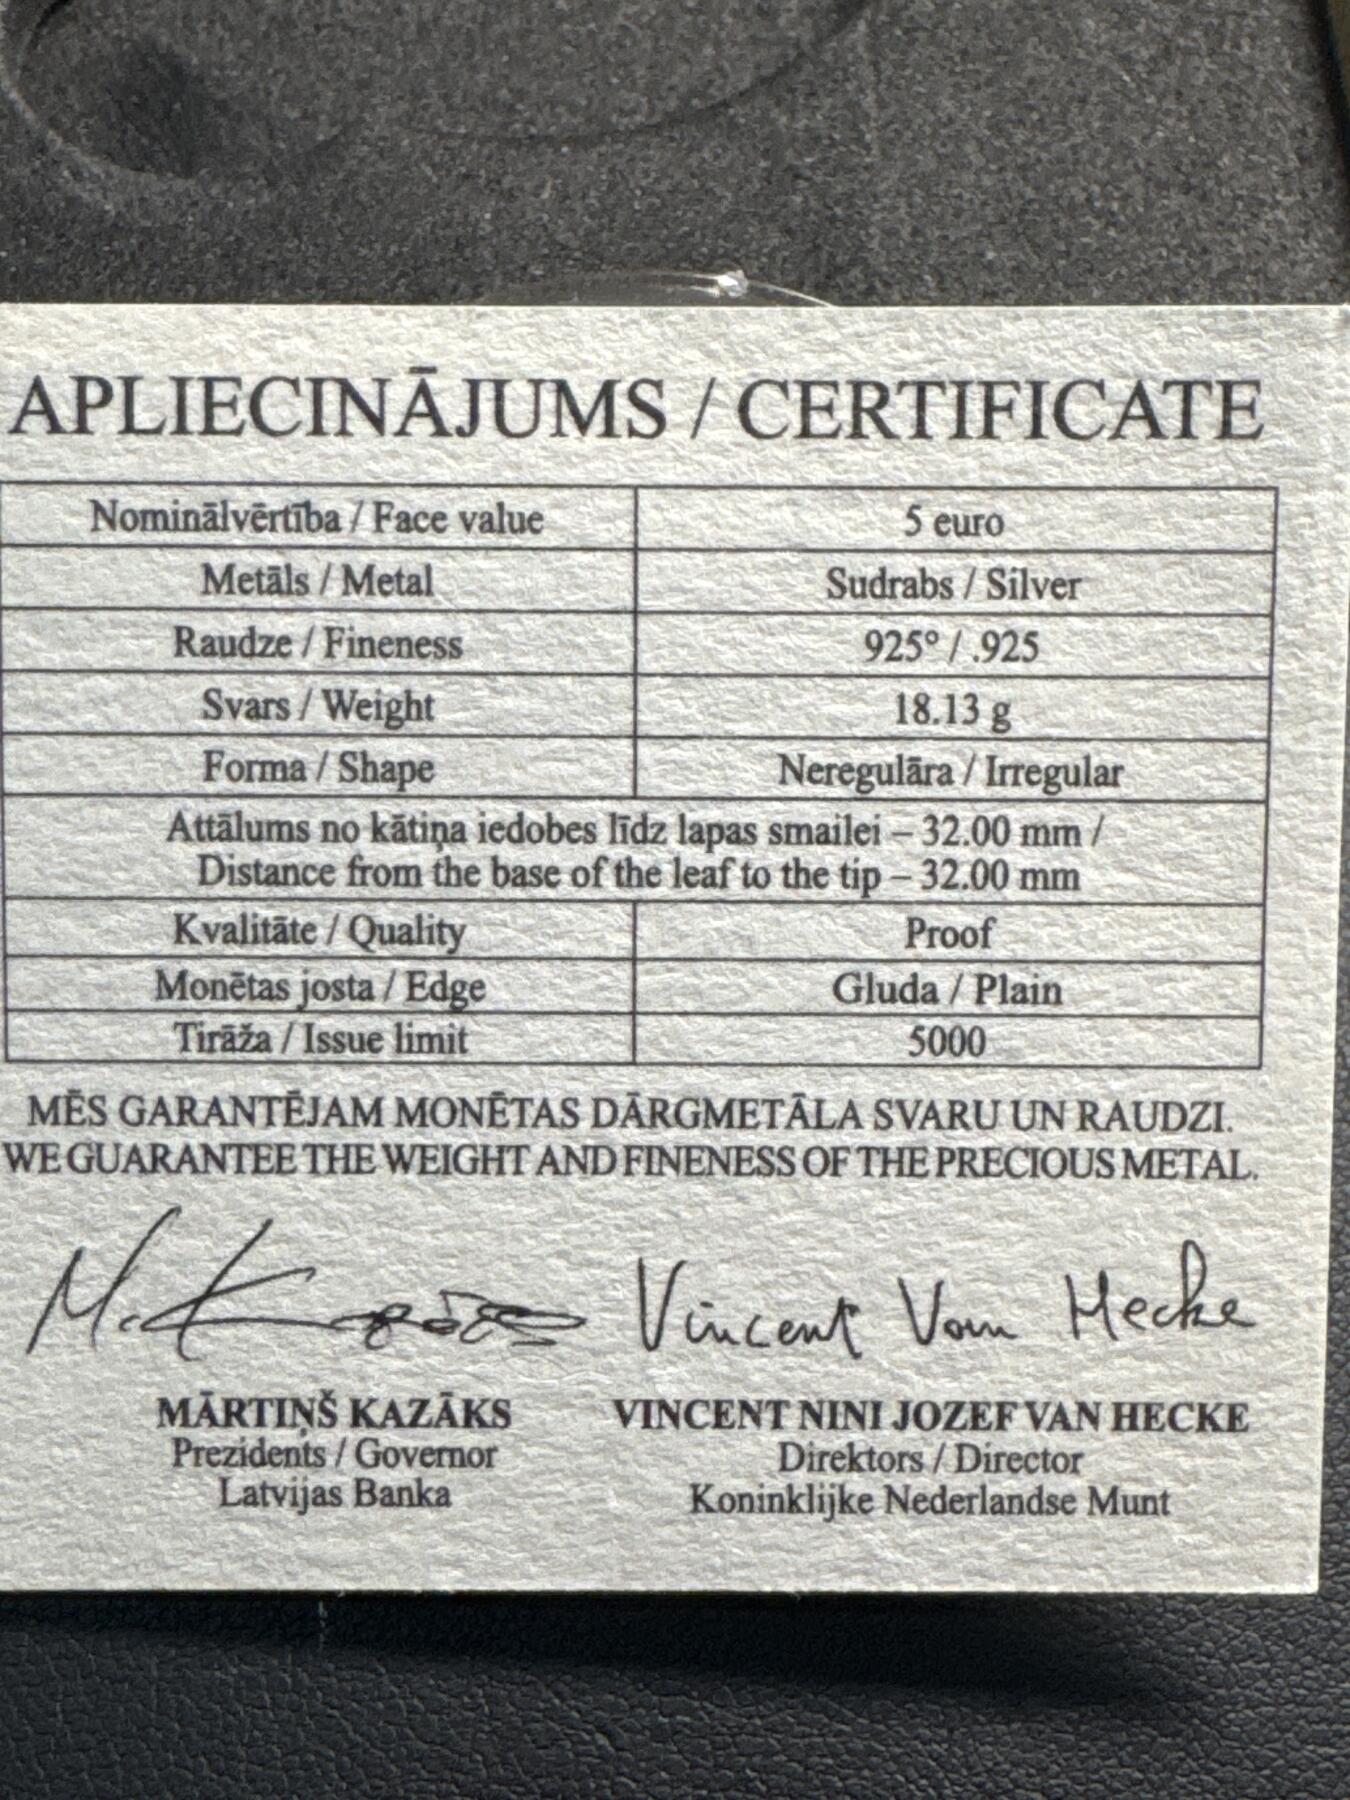 APLIECINĀJUMS / CERTIFICATE
Nominālvērtība / Face value 5 euro
Metāls / Metal Sudrabs / Silver
Raudze / Fineness 925° / .925
Svars / Weight 18.13 g
Forma / Shape Neregulāra / Irregular
Attālums no kātiņa iedobes līdz lapas smailei – 32.00 mm /
Distance from the base of the leaf to the tip – 32.00 mm
Kvalitāte / Quality Proof
Monētas josta / Edge Gluda / Plain
Tirāža / Issue limit 5000
MĒS GARANTĒJAM MONĒTAS DĀRGMETĀLA SVARU UN RAUDZI.
WE GUARANTEE THE WEIGHT AND FINENESS OF THE PRECIOUS METAL.
M. Kazāks Vincent Van Hecke
MĀRTIŅŠ KAZĀKS VINCENT NINI JOZEF VAN HECKE
Prezidents / Governor Direktors / Director
Latvijas Banka Koninklijke Nederlandse Munt